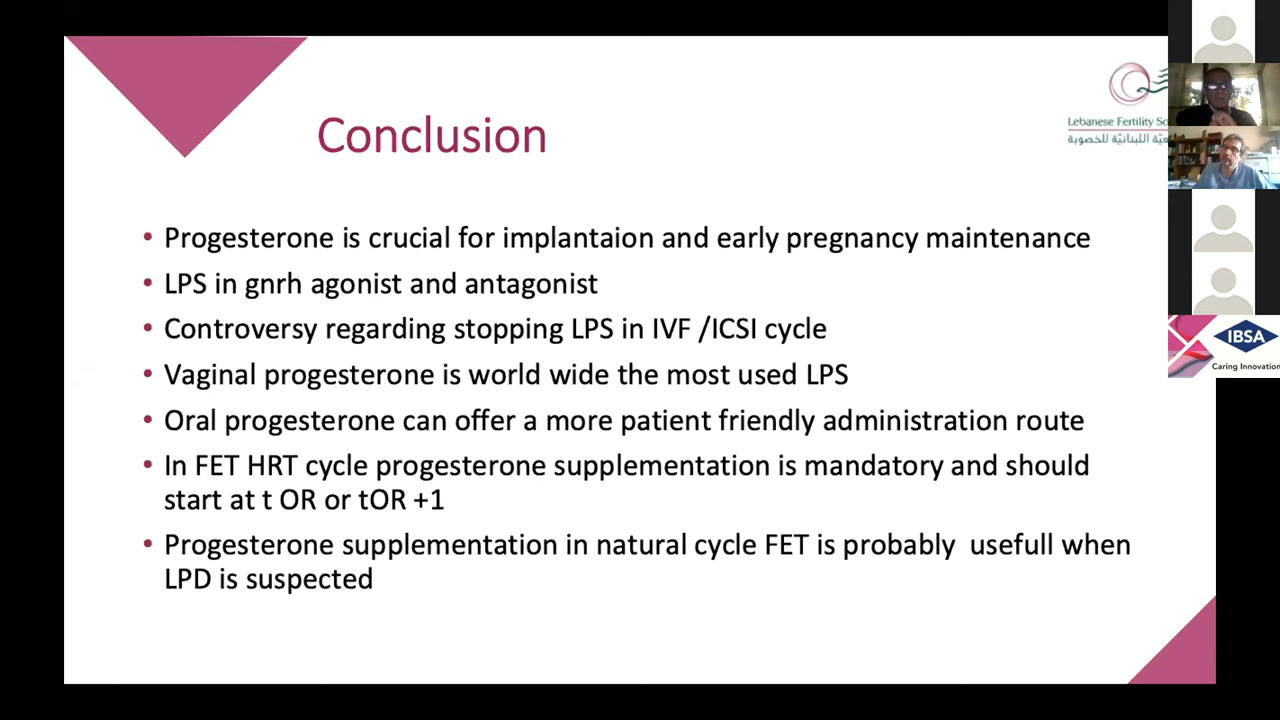 Conclusion
Lebanese Fertility So
ية اللبنانية للخصوبة
• Progesterone is crucial for implantaion and early pregnancy maintenance
• LPS in gnrh agonist and antagonist
• Controversy regarding stopping LPS in IVF /ICSI cycle
• Vaginal progesterone is world wide the most used LPS
• Oral progesterone can offer a more patient friendly administration route
• In FET HRT cycle progesterone supplementation is mandatory and should
start at t OR or tOR +1
• Progesterone supplementation in natural cycle FET is probably  usefull when
LPD is suspected
IBSA
Caring Innovation